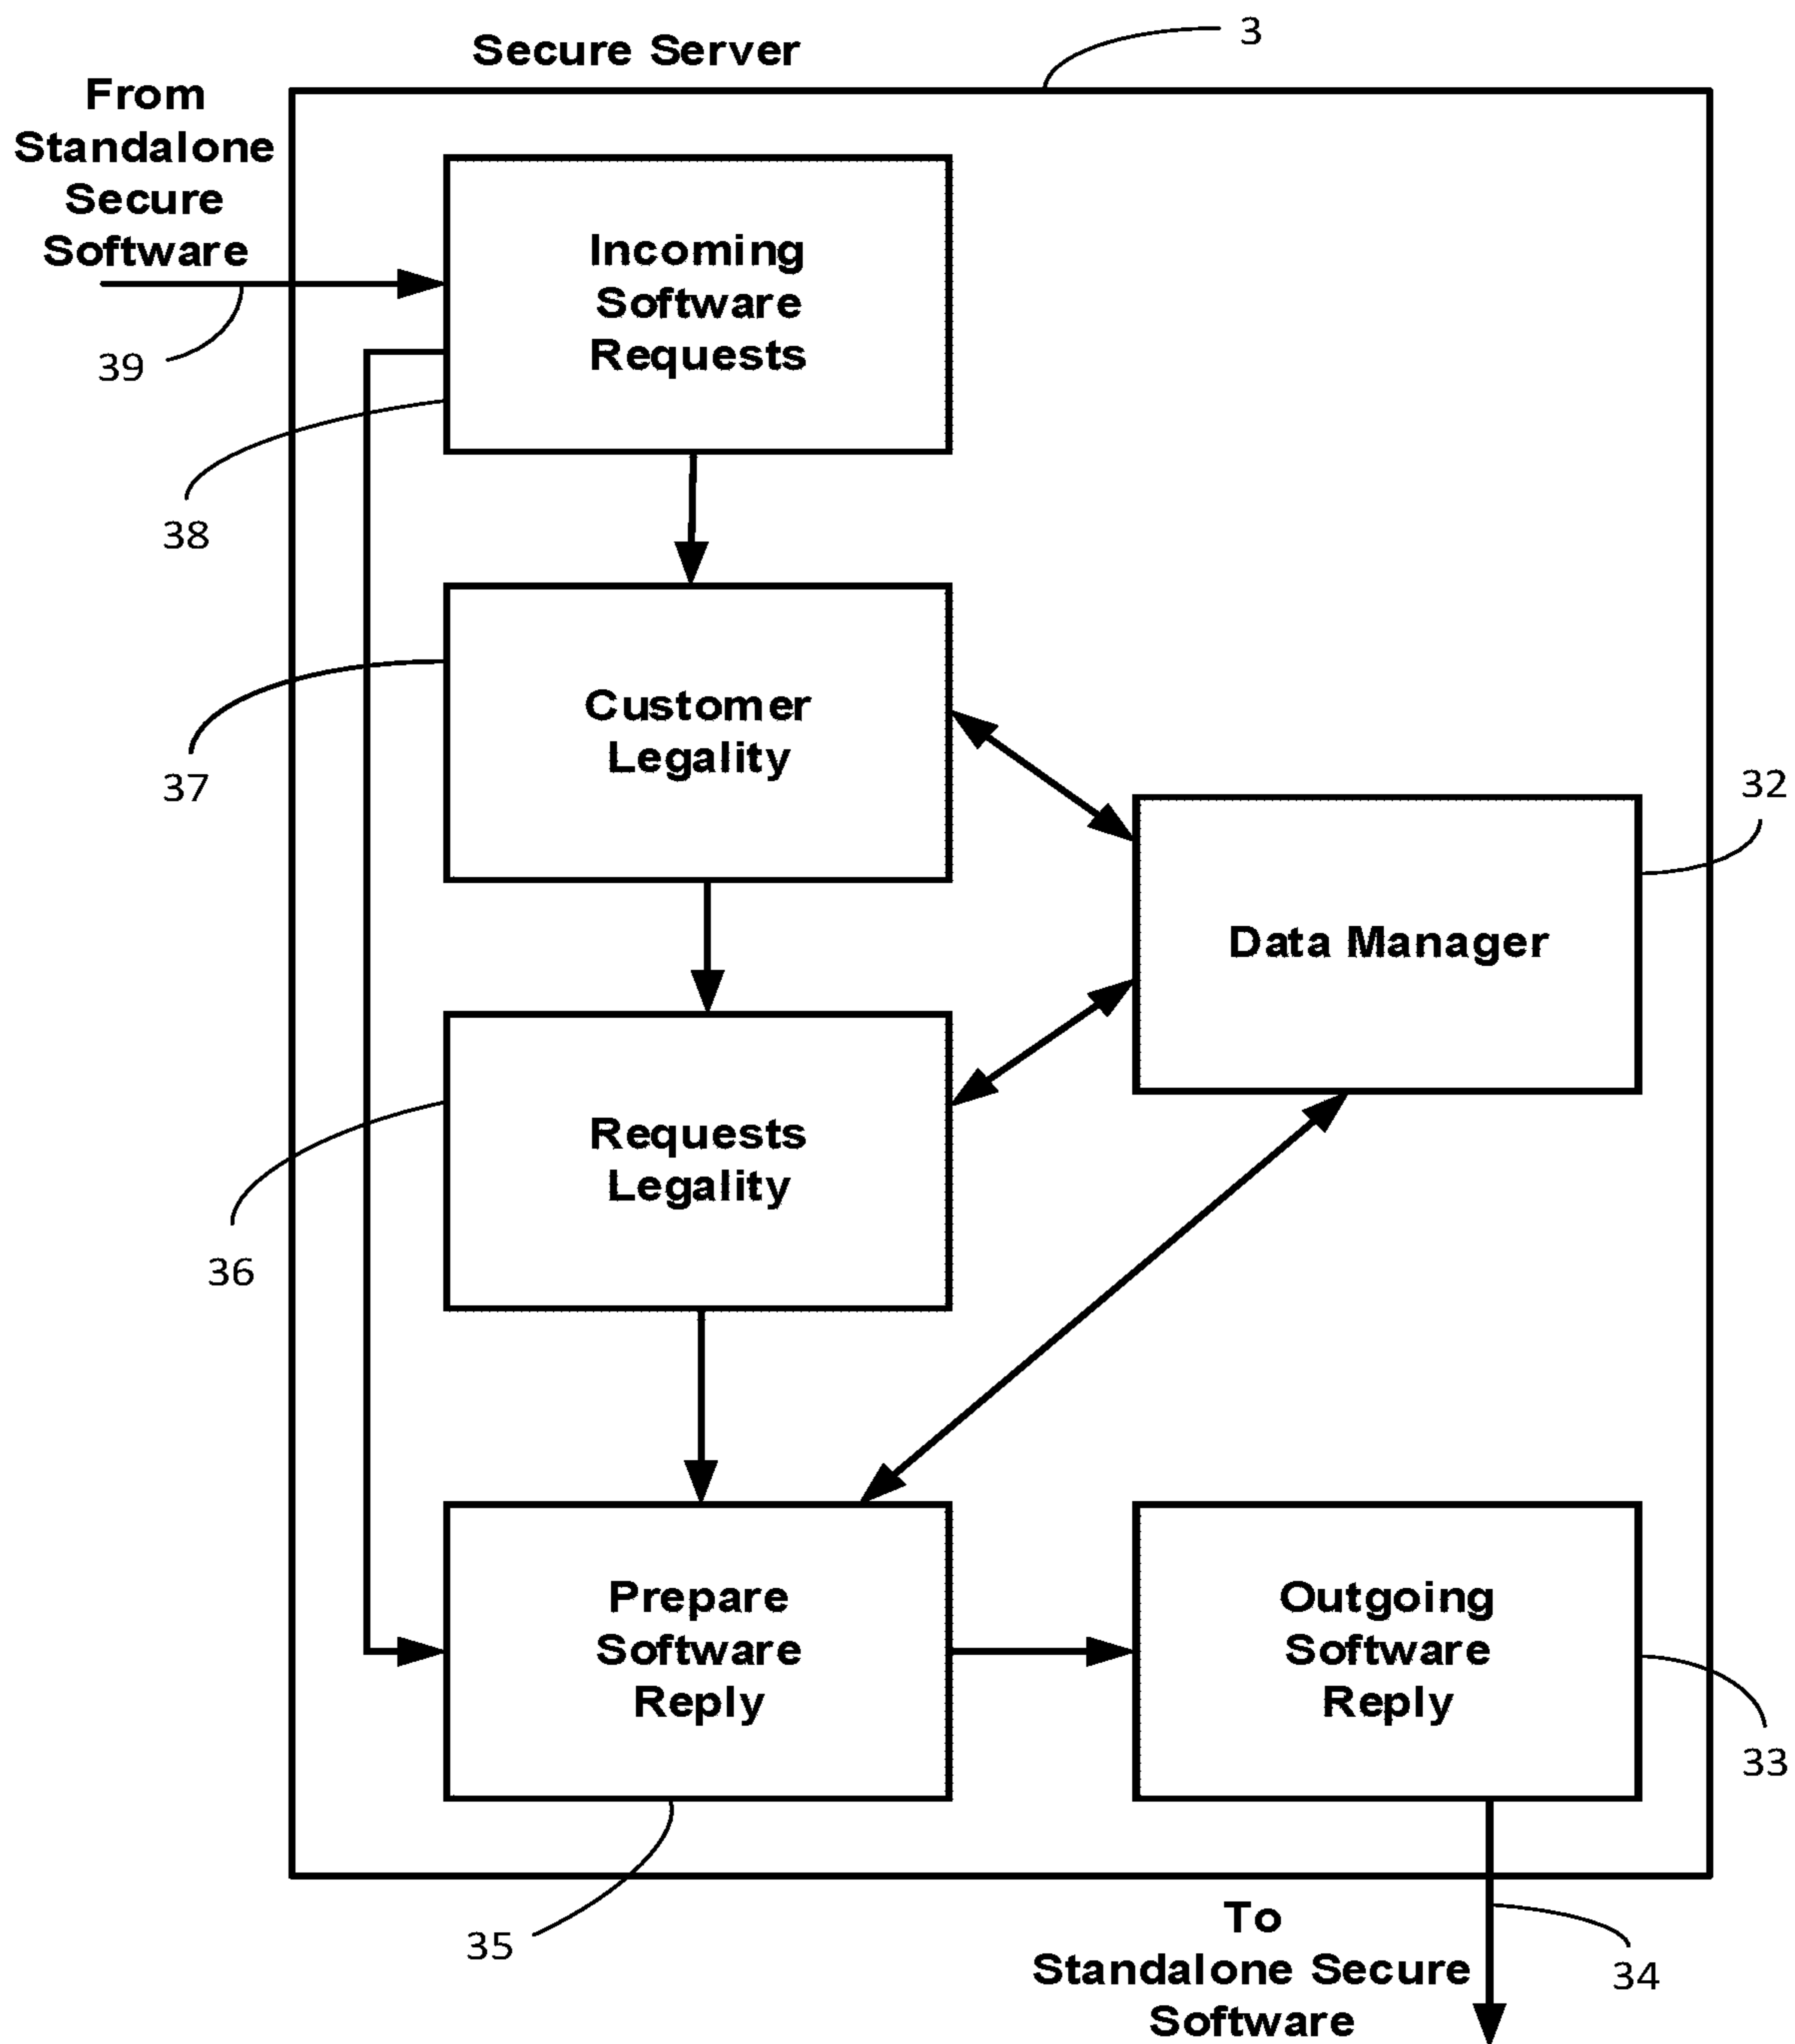 Secure Server
3
From
Standalone
Secure
Software
39
Incoming
Software
Requests
38
Customer
Legality
37
32
Data Manager
Requests
Legality
36
Prepare
Software
Reply
Outgoing
Software
Reply
33
35
To
Standalone Secure
Software
34